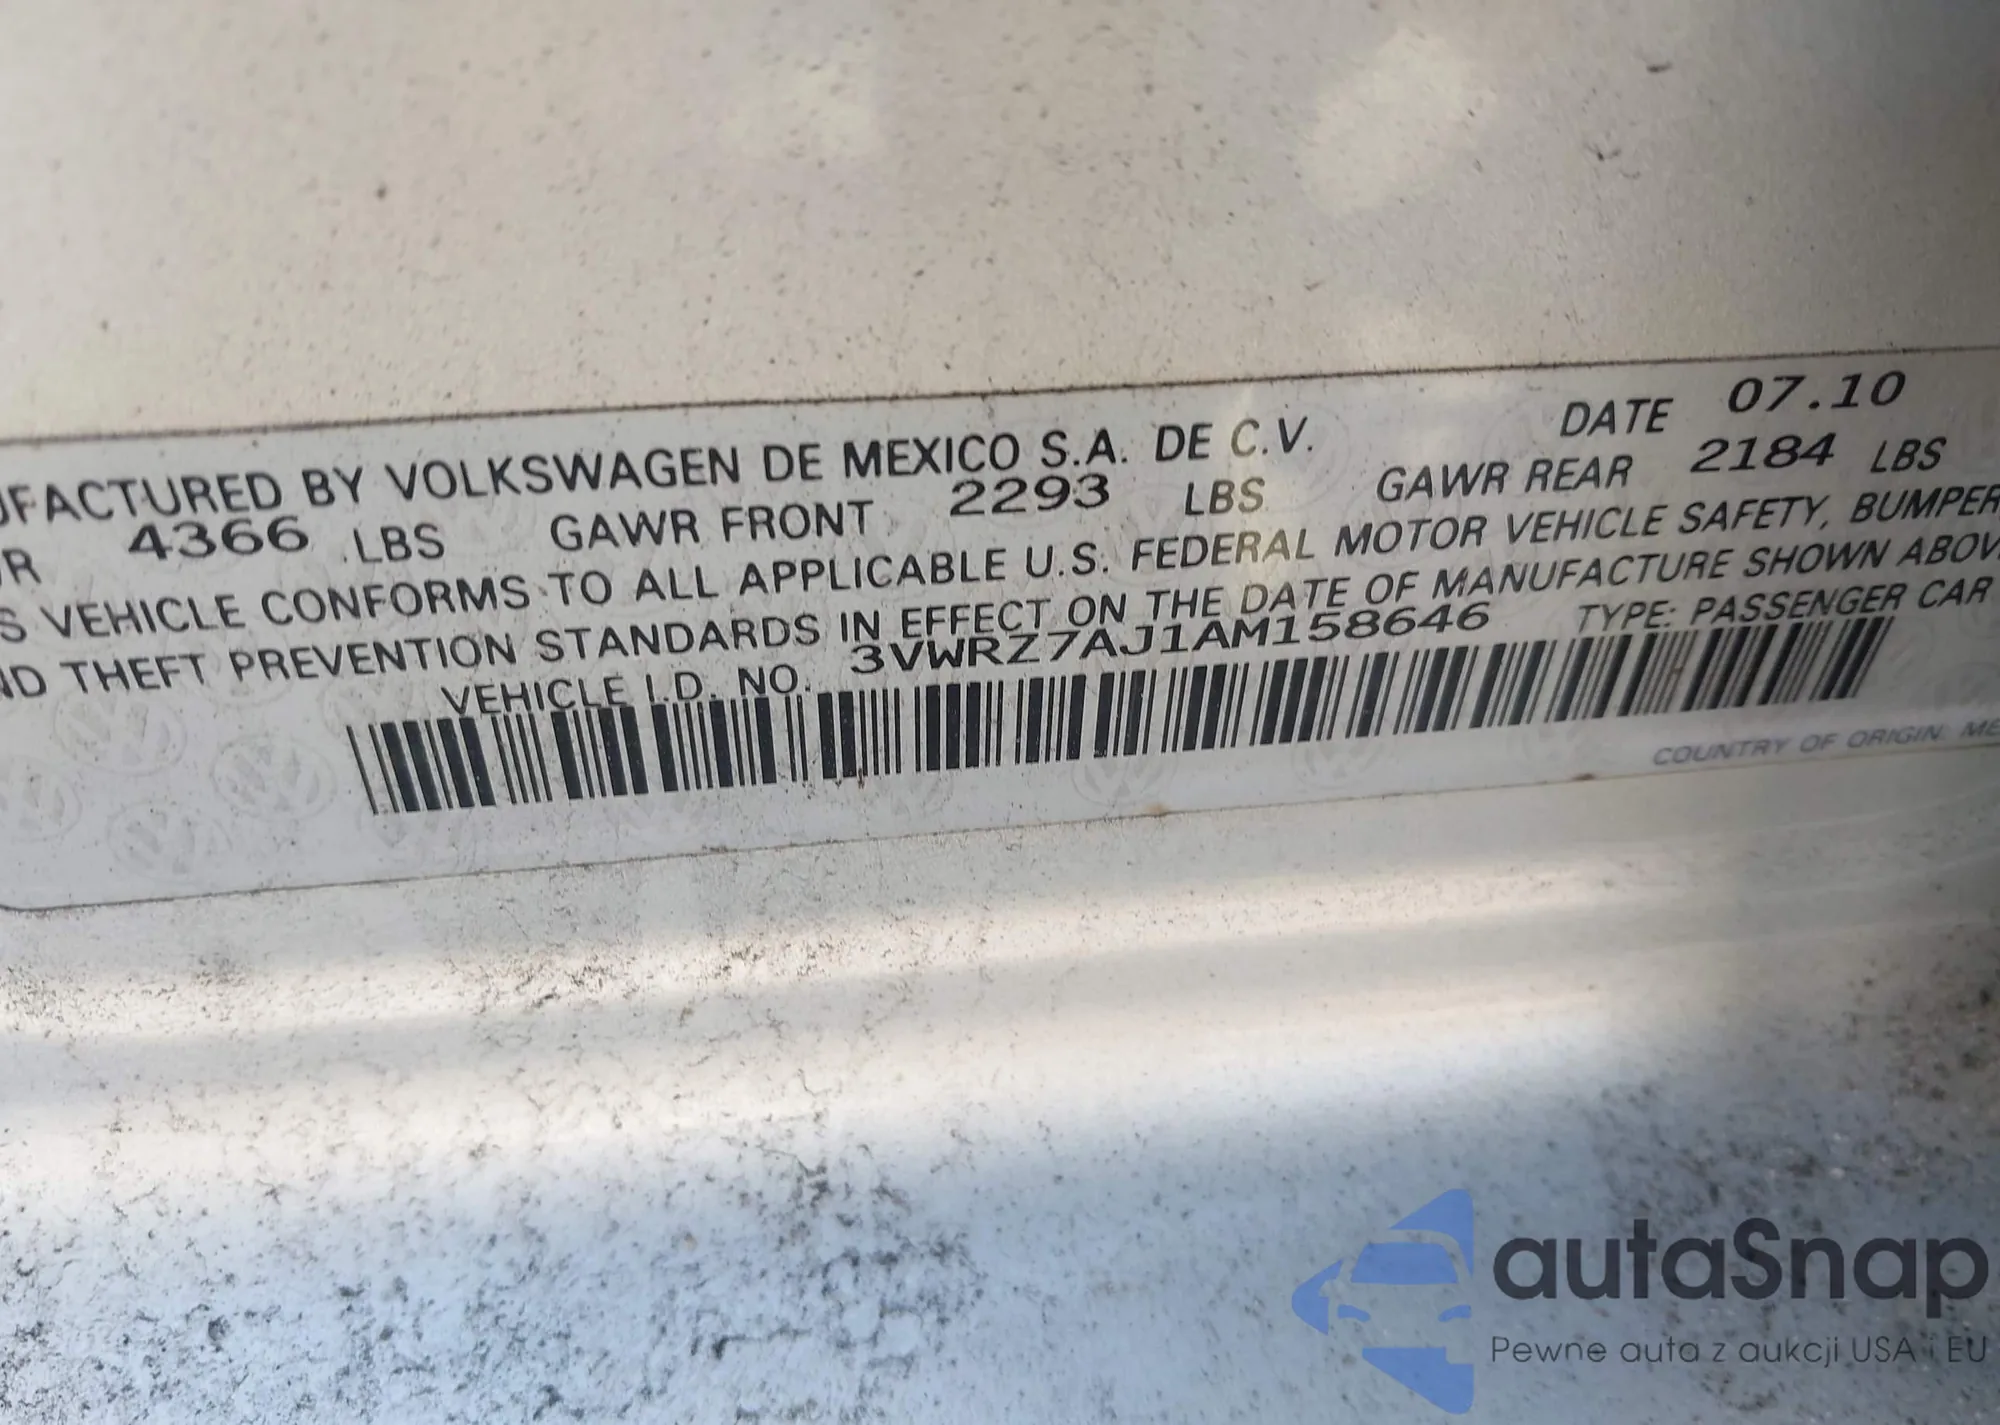 UFACTURED BY VOLKSWAGEN DE MEXICO S.A. DE C.V. DATE 07.10
R 4366 LBS GAWR FRONT 2293 LBS GAWR REAR 2184 LBS
S VEHICLE CONFORMS TO ALL APPLICABLE U.S. FEDERAL MOTOR VEHICLE SAFETY, BUMPER
ND THEFT PREVENTION STANDARDS IN EFFECT ON THE DATE OF MANUFACTURE SHOWN ABOV
VEHICLE I.D. NO. 3VWRZ7AJ1AM158646 TYPE: PASSENGER CAR
COUNTRY OF ORIGIN: ME
autaSnap
Pewne auta z aukcji USA i EU